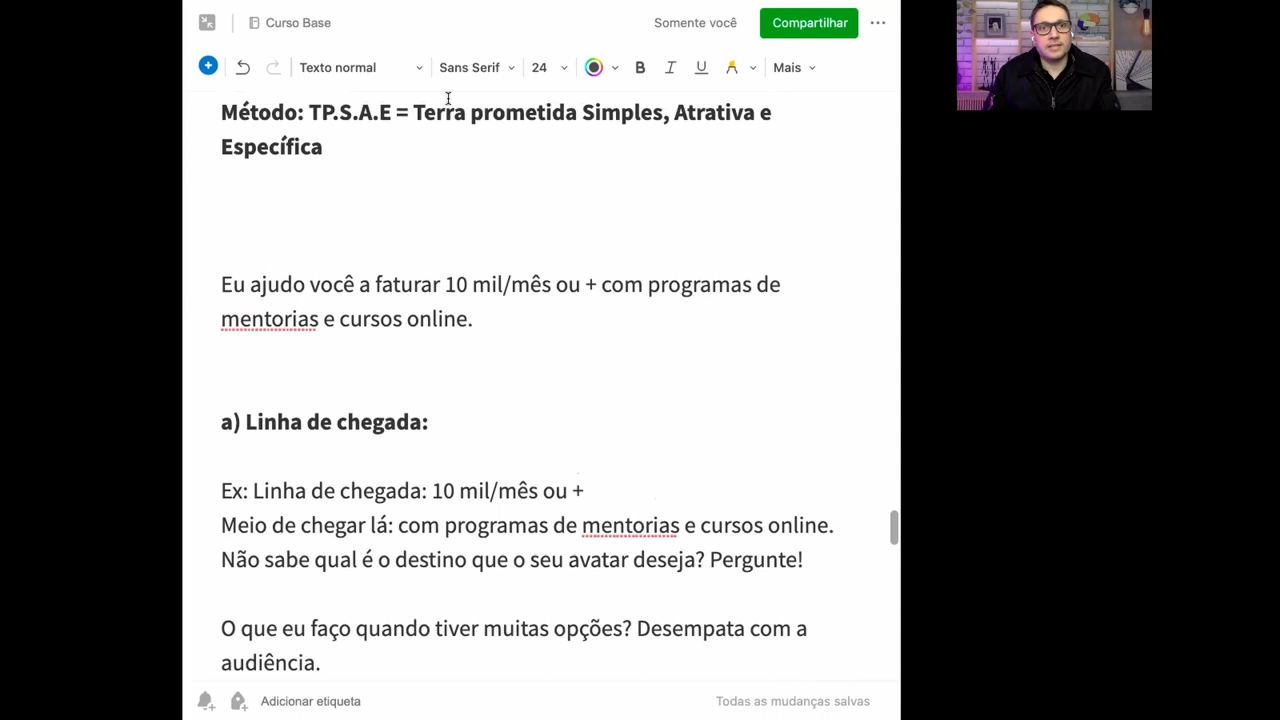 Curso Base
Somente você
Compartilhar
Texto normal
Sans Serif
24
B
I
U
Mais
Método: TP.S.A.E = Terra prometida Simples, Atrativa e
Específica
Eu ajudo você a faturar 10 mil/mês ou + com programas de
mentorias e cursos online.
a) Linha de chegada:
Ex: Linha de chegada: 10 mil/mês ou +
Meio de chegar lá: com programas de mentorias e cursos online.
Não sabe qual é o destino que o seu avatar deseja? Pergunte!
O que eu faço quando tiver muitas opções? Desempata com a
audiência.
Adicionar etiqueta
Todas as mudanças salvas